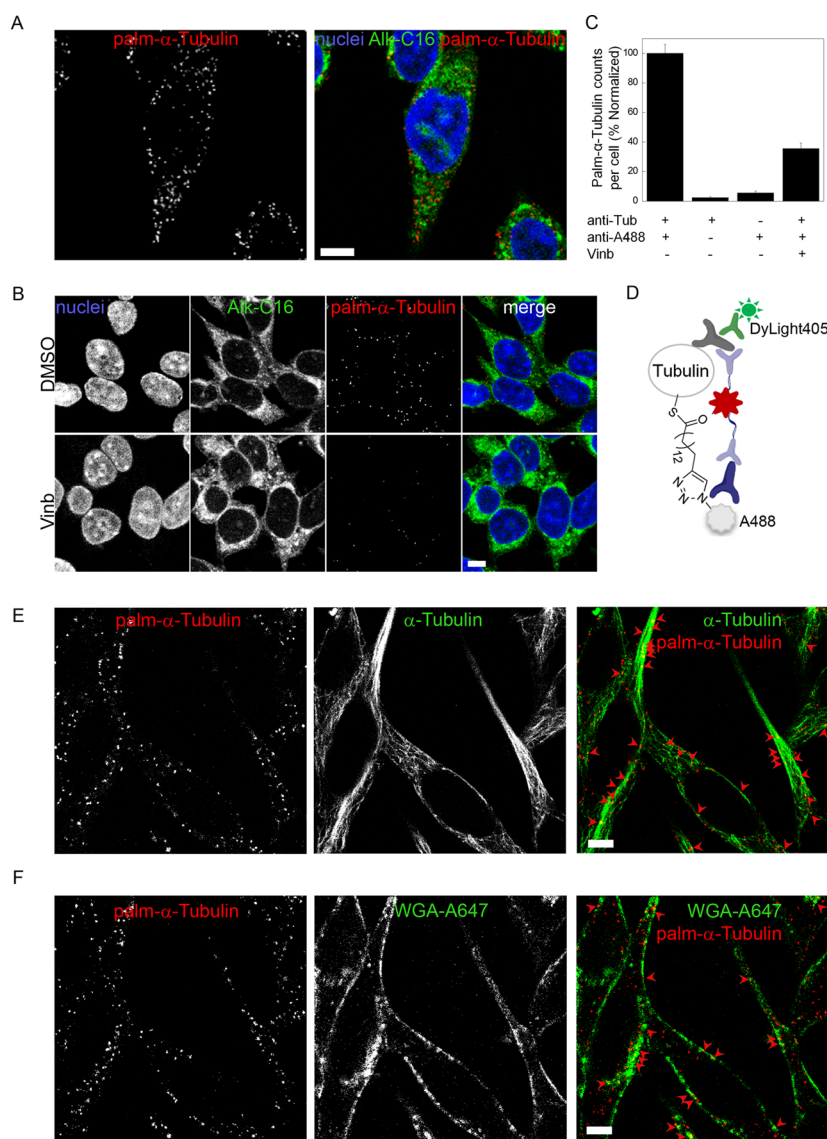 A
palm-α-Tubulin
nuclei Alk-C16 palm-α-Tubulin
C
Palm-α-Tubulin counts
per cell (% Normalized)
100
80
60
40
20
0
anti-Tub + + - +
anti-A488 + - + +
Vinb - - - +
B
nuclei
Alk-C16
palm-α-Tubulin
merge
DMSO
Vinb
D
DyLight405
Tubulin
S
O
12
N
N
N
A488
E
palm-α-Tubulin
α-Tubulin
α-Tubulin
palm-α-Tubulin
F
palm-α-Tubulin
WGA-A647
WGA-A647
palm-α-Tubulin